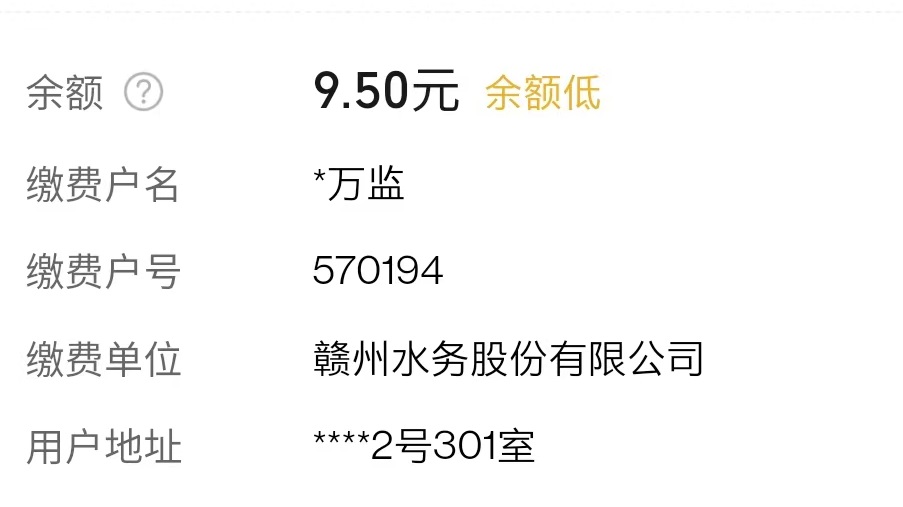 余额 ? 9.50元 余额低
缴费户名 *万监
缴费户号 570194
缴费单位 赣州水务股份有限公司
用户地址 ****2号301室